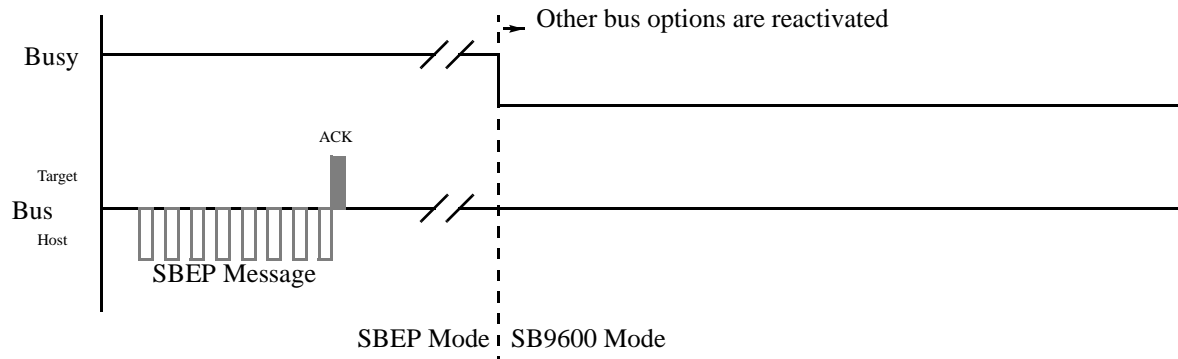 Other bus options are reactivated
Busy
ACK
Target
Bus
Host
SBEP Message
SBEP Mode
SB9600 Mode